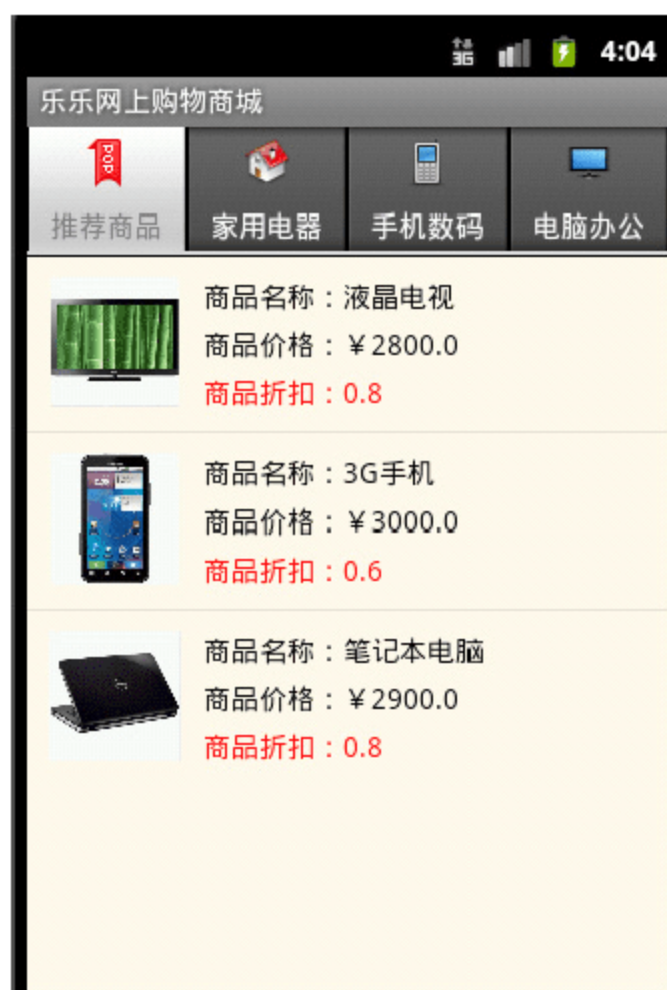 3G 4:04
乐乐网上购物商城
POP
推荐商品 家用电器 手机数码 电脑办公
商品名称：液晶电视
商品价格：￥2800.0
商品折扣：0.8
商品名称：3G手机
商品价格：￥3000.0
商品折扣：0.6
商品名称：笔记本电脑
商品价格：￥2900.0
商品折扣：0.8